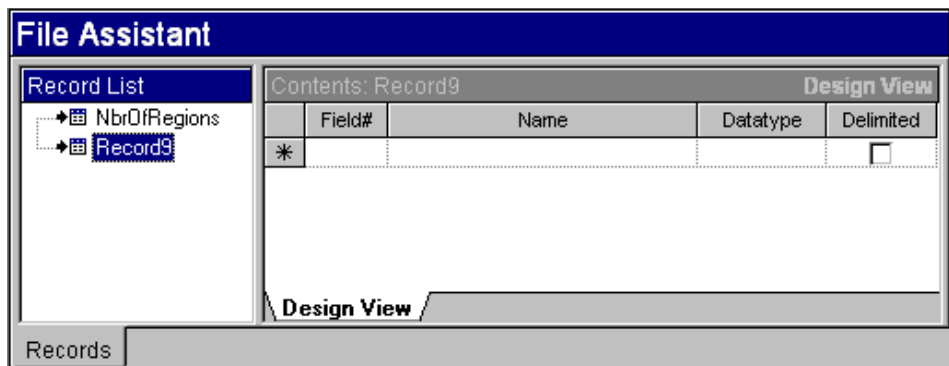 File Assistant
Record List
NbrOfRegions
Record9
Contents: Record9 Design View
Field# Name Datatype Delimited
Design View
Records